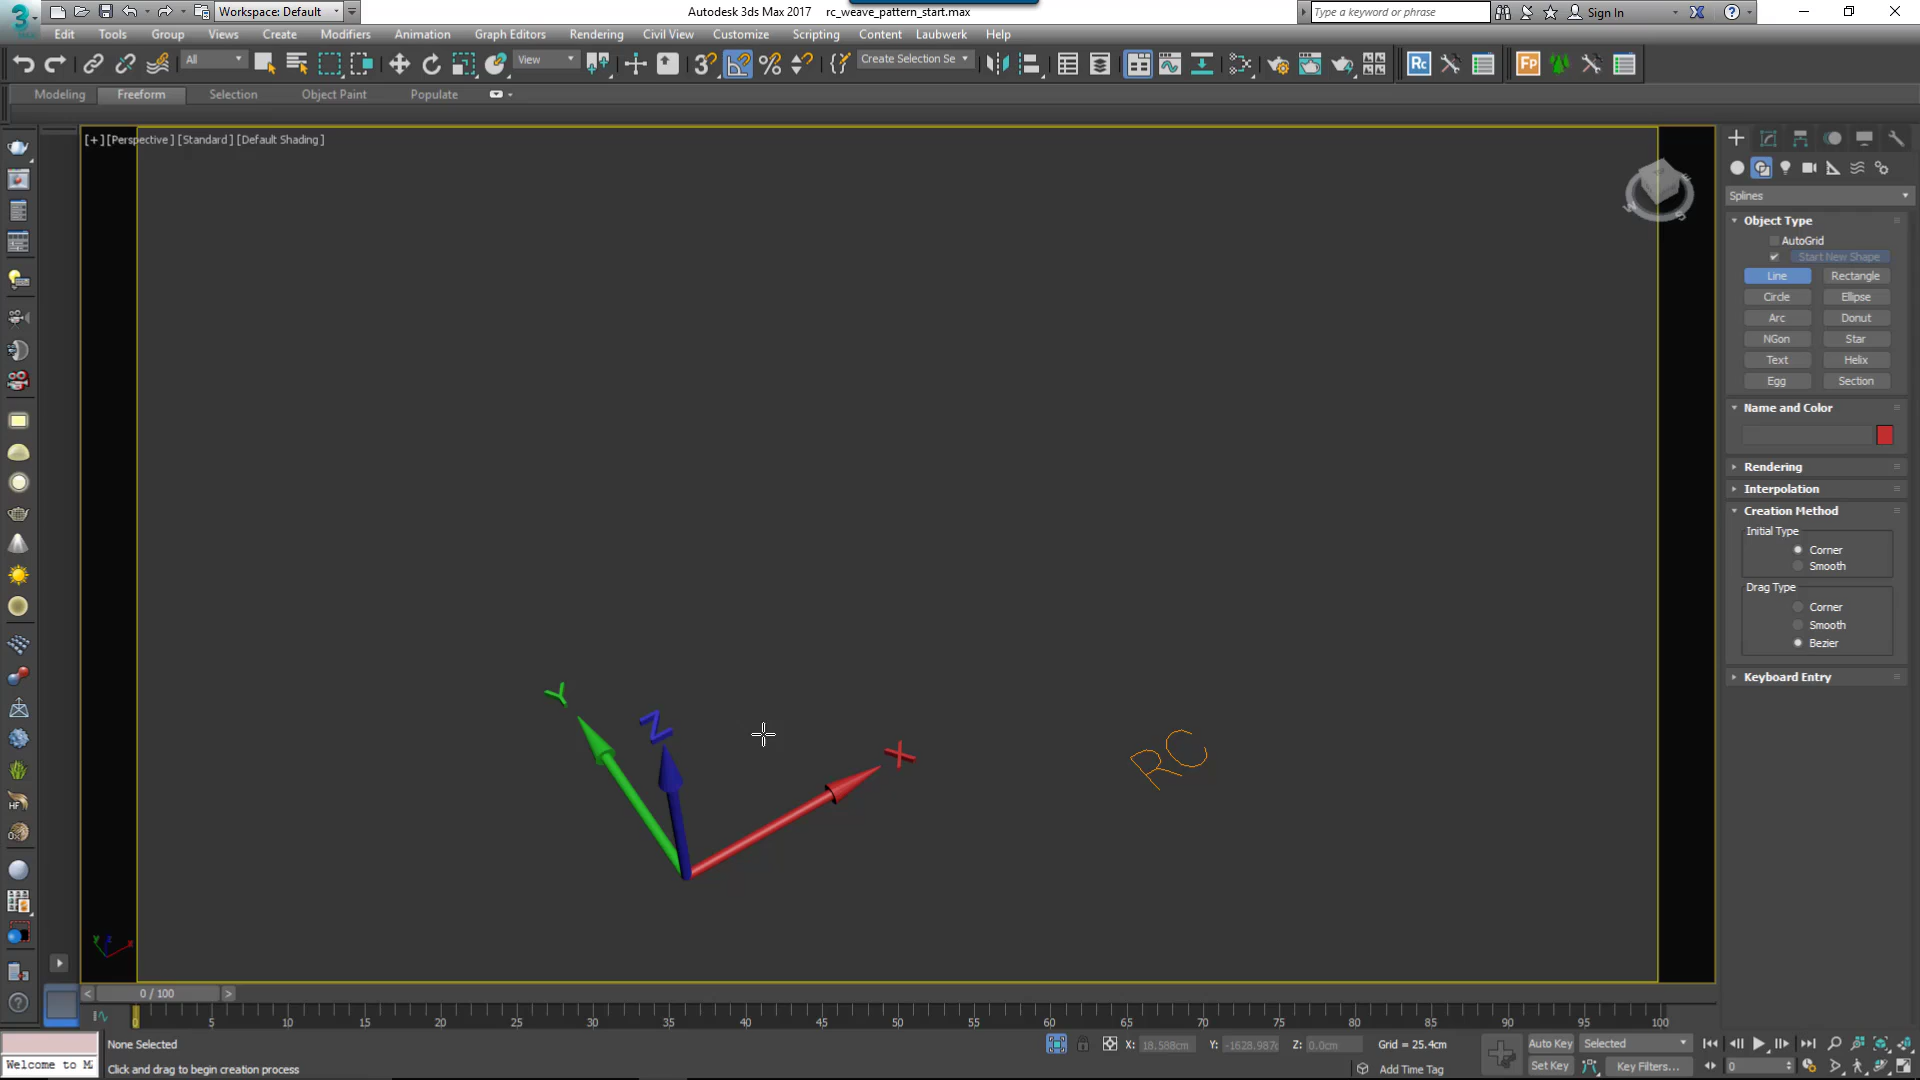 Workspace: Default
Autodesk 3ds Max 2017 rc_weave_pattern_start.max
Type a keyword or phrase
Sign In
Edit Tools Group Views Create Modifiers Animation Graph Editors Rendering Civil View Customize Scripting Content Laubwerk Help
All
View
Create Selection Se
Modeling Freeform Selection Object Paint Populate
[+] [Perspective ] [Standard ] [Default Shading ]
Splines
Object Type
AutoGrid
Start New Shape
Line Rectangle
Circle Ellipse
Arc Donut
NGon Star
Text Helix
Egg Section
Name and Color
Rendering
Interpolation
Creation Method
Initial Type
Corner
Smooth
Drag Type
Corner
Smooth
Bezier
Keyboard Entry
Y
Z
X
RC
0 / 100
0 5 10 15 20 25 30 35 40 45 50 55 60 65 70 75 80 85 90 95 100
None Selected
X: 18.588cm Y: -1628.987c Z: 0.0cm Grid = 25.4cm
Auto Key Selected
Welcome to M
Click and drag to begin creation process
Add Time Tag
Set Key Key Filters...
0